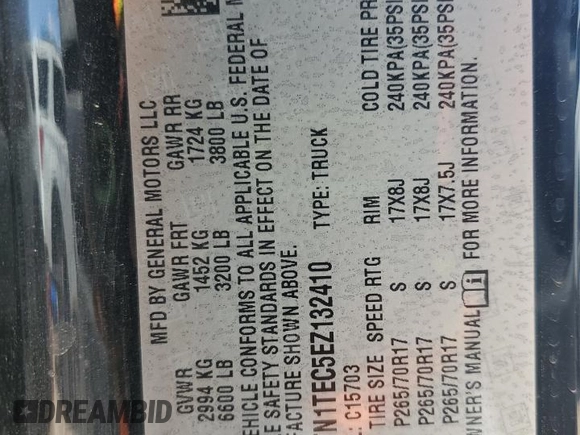 MFD BY GENERAL MOTORS LLC
GVWR GAWR FRT GAWR RR
2994 KG 1452 KG 1724 KG
6600 LB 3200 LB 3800 LB
VEHICLE CONFORMS TO ALL APPLICABLE U.S. FEDERAL
SAFETY STANDARDS IN EFFECT ON THE DATE OF
FACTURE SHOWN ABOVE.
N1TEC5EZ132410 TYPE: TRUCK
L: C15703
TIRE SIZE SPEED RTG RIM COLD TIRE PR
P265/70R17 S 17X8J 240KPA(35PSI
P265/70R17 S 17X8J 240KPA(35PSI
P265/70R17 S 17X7.5J 240KPA(35PSI
WNER'S MANUAL i FOR MORE INFORMATION.
DREAMBID